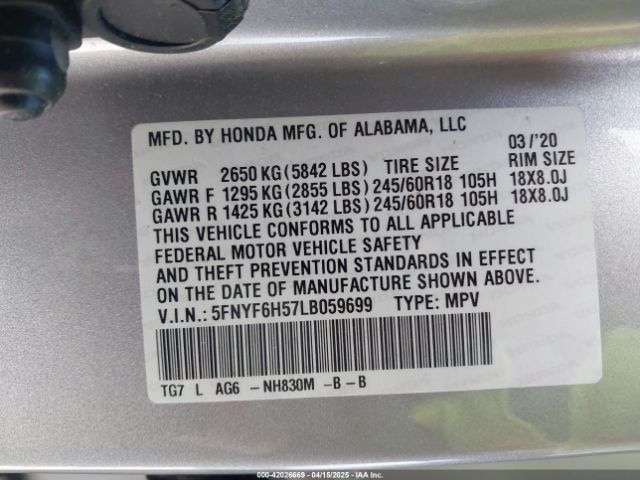 MFD. BY HONDA MFG. OF ALABAMA, LLC
03/'20
GVWR 2650 KG (5842 LBS) TIRE SIZE RIM SIZE
GAWR F 1295 KG (2855 LBS) 245/60R18 105H 18X8.0J
GAWR R 1425 KG (3142 LBS) 245/60R18 105H 18X8.0J
THIS VEHICLE CONFORMS TO ALL APPLICABLE
FEDERAL MOTOR VEHICLE SAFETY
AND THEFT PREVENTION STANDARDS IN EFFECT
ON THE DATE OF MANUFACTURE SHOWN ABOVE.
V.I.N.: 5FNYF6H57LB059699 TYPE: MPV
TG7 L AG6 -NH830M -B-B
000-42026669 - 04/15/2025 - IAA Inc.